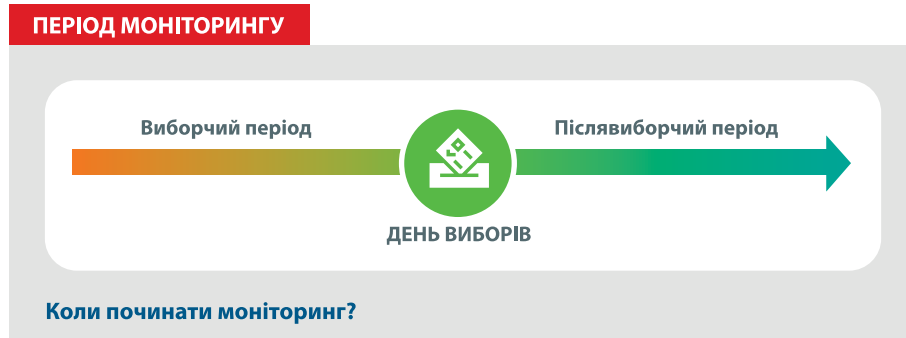 ПЕРІОД МОНІТОРИНГУ
Виборчий період
Післявиборчий період
ДЕНЬ ВИБОРІВ
Коли починати моніторинг?